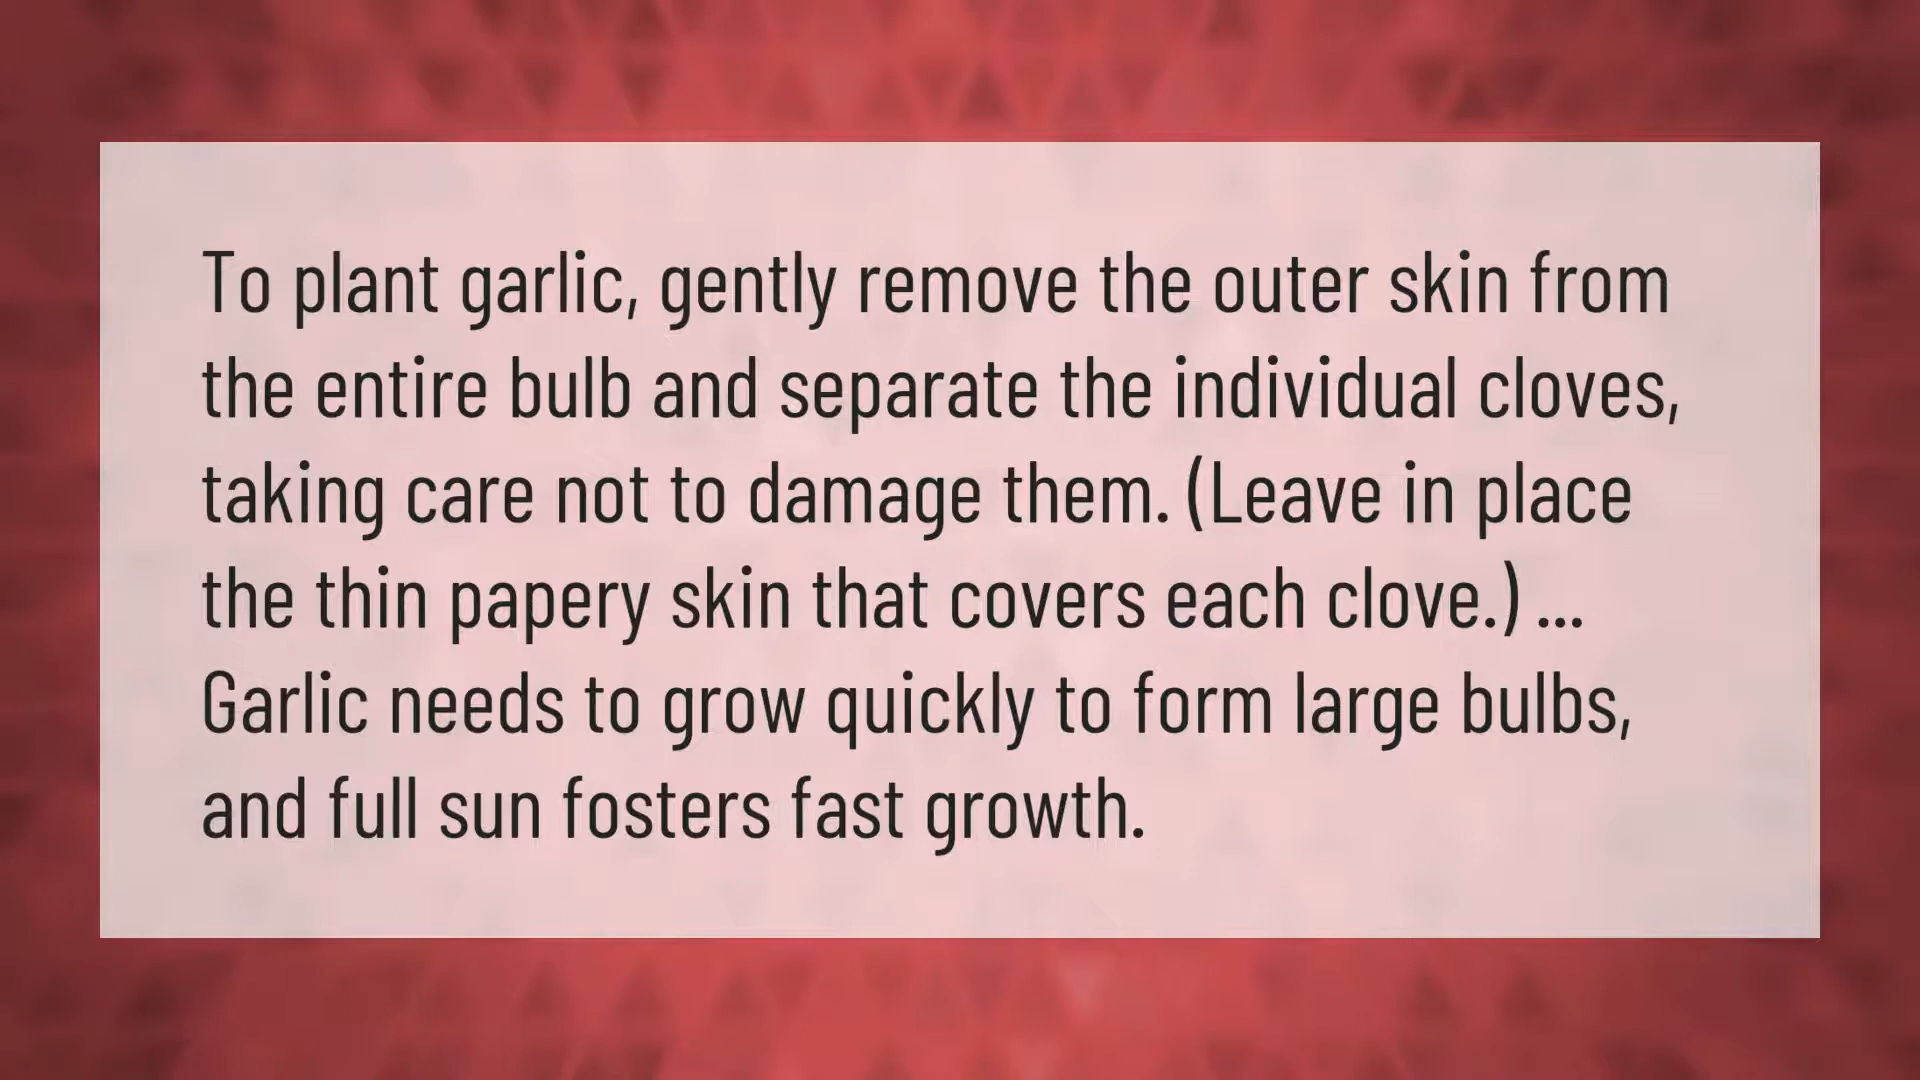 To plant garlic, gently remove the outer skin from
the entire bulb and separate the individual cloves,
taking care not to damage them. (Leave in place
the thin papery skin that covers each clove.) ...
Garlic needs to grow quickly to form large bulbs,
and full sun fosters fast growth.